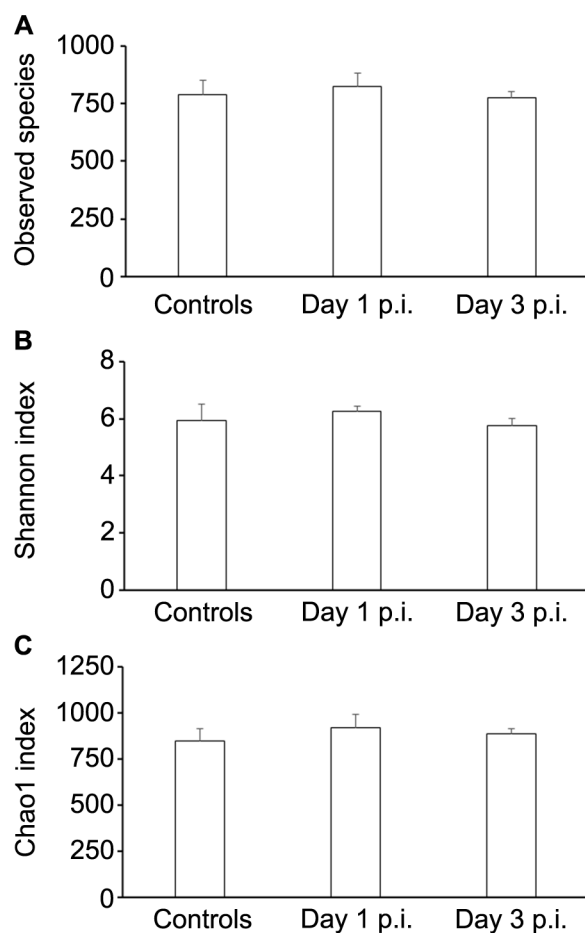 A
Observed species
1000
750
500
250
0
Controls Day 1 p.i. Day 3 p.i.
B
Shannon index
8
6
4
2
0
Controls Day 1 p.i. Day 3 p.i.
C
Chao1 index
1250
1000
750
500
250
0
Controls Day 1 p.i. Day 3 p.i.